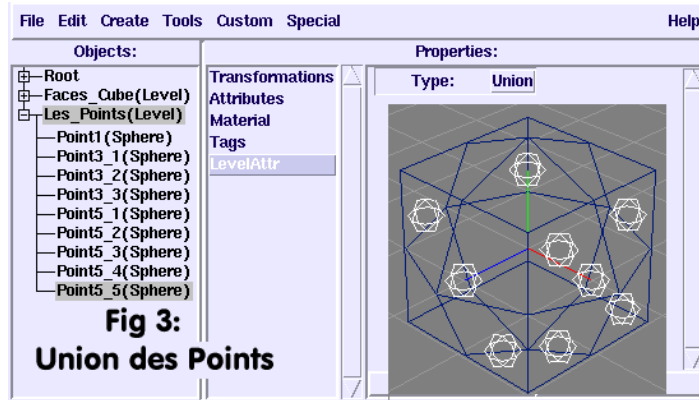 File Edit Create Tools Custom Special Help
Objects:
Properties:
Root
Faces_Cube(Level)
Les_Points(Level)
Point1(Sphere)
Point3_1(Sphere)
Point3_2(Sphere)
Point3_3(Sphere)
Point5_1(Sphere)
Point5_2(Sphere)
Point5_3(Sphere)
Point5_4(Sphere)
Point5_5(Sphere)
Transformations
Attributes
Material
Tags
LevelAttr
Type: Union
Fig 3:
Union des Points